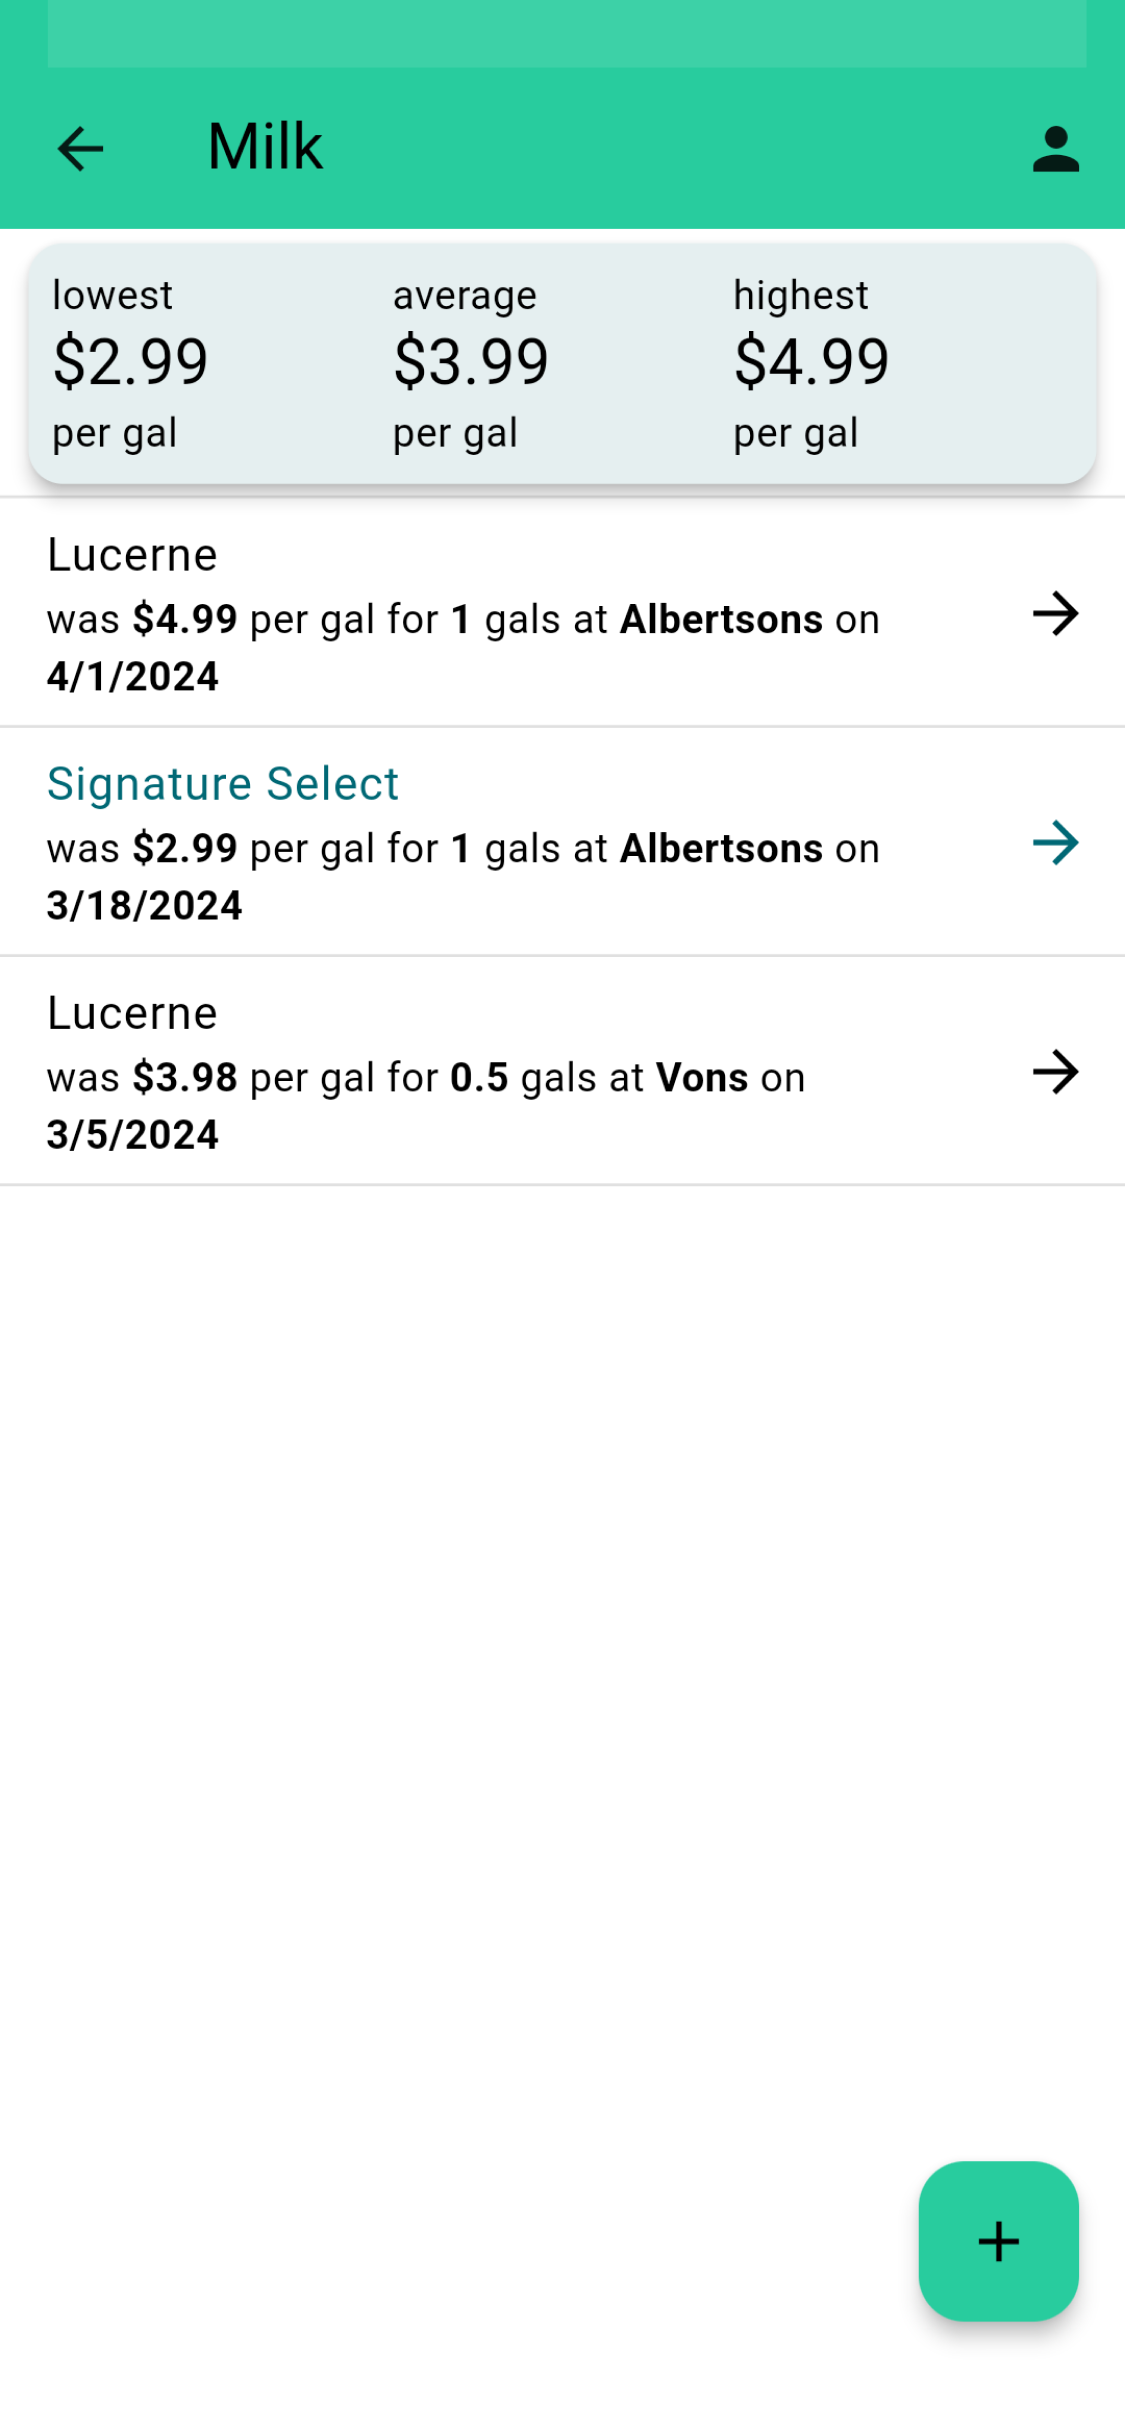 Milk
lowest average highest
$2.99 $3.99 $4.99
per gal per gal per gal
Lucerne
was $4.99 per gal for 1 gals at Albertsons on
4/1/2024
Signature Select
was $2.99 per gal for 1 gals at Albertsons on
3/18/2024
Lucerne
was $3.98 per gal for 0.5 gals at Vons on
3/5/2024